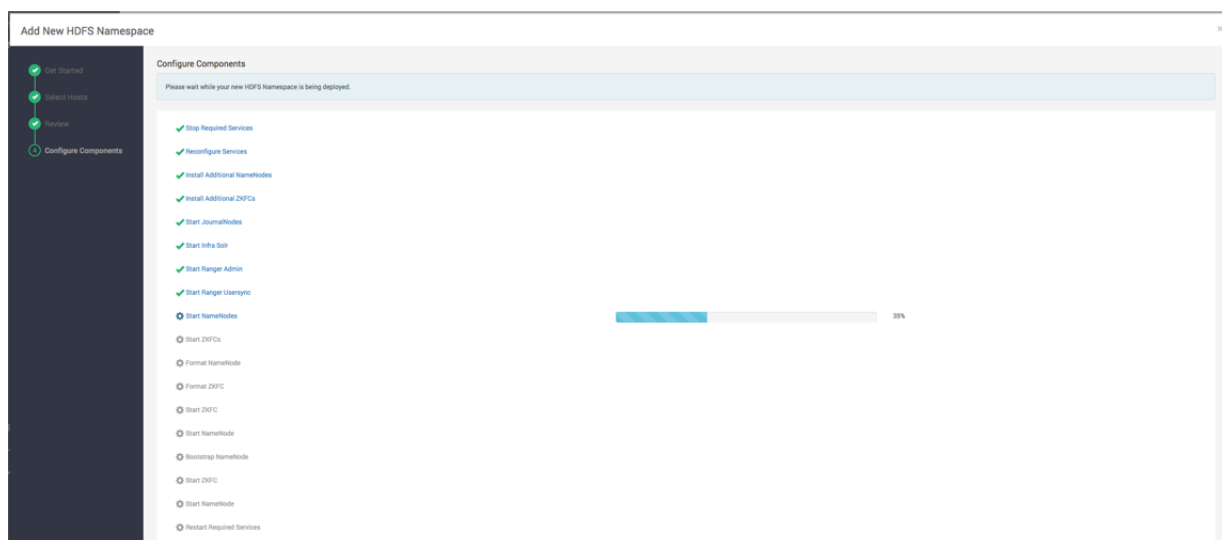 Add New HDFS Namespace
×
Get Started
Select Hosts
Review
4 Configure Components
Configure Components
Please wait while your new HDFS Namespace is being deployed.
Stop Required Services
Reconfigure Services
Install Additional NameNodes
Install Additional ZKFCs
Start JournalNodes
Start Infra Solr
Start Ranger Admin
Start Ranger Usersync
Start NameNodes
35%
Start ZKFCs
Format NameNode
Format ZKFC
Start ZKFC
Start NameNode
Bootstrap NameNode
Start ZKFC
Start NameNode
Restart Required Services